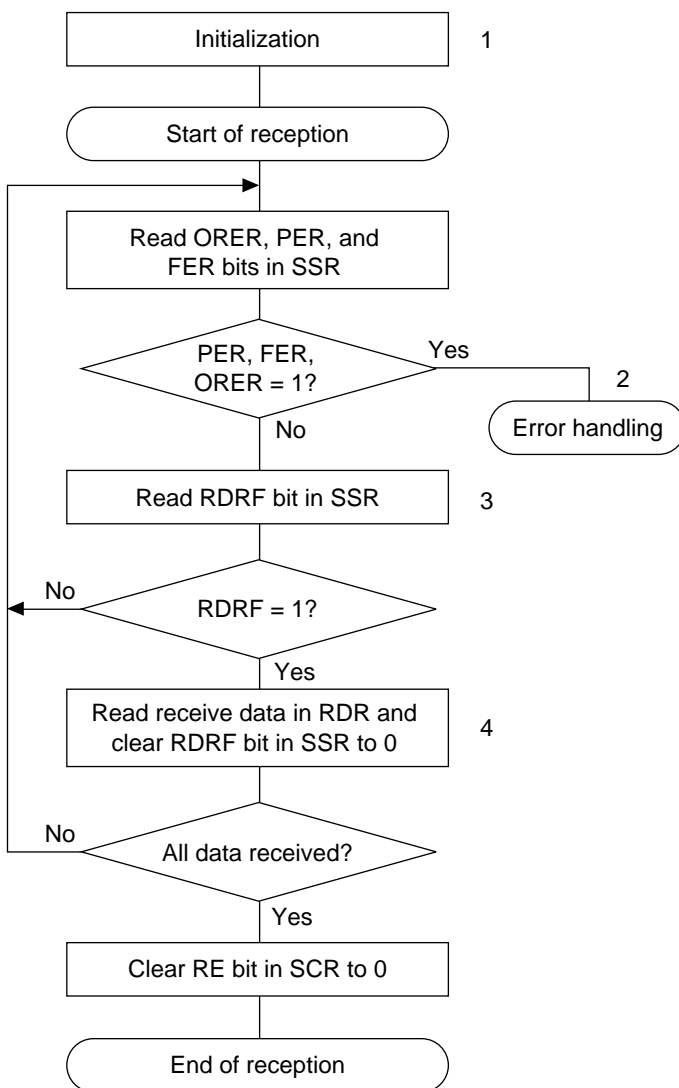 Initialization
1
Start of reception
Read ORER, PER, and
FER bits in SSR
PER, FER,
ORER = 1?
Yes
2
Error handling
No
Read RDRF bit in SSR
3
No
RDRF = 1?
Yes
Read receive data in RDR and
clear RDRF bit in SSR to 0
4
No
All data received?
Yes
Clear RE bit in SCR to 0
End of reception